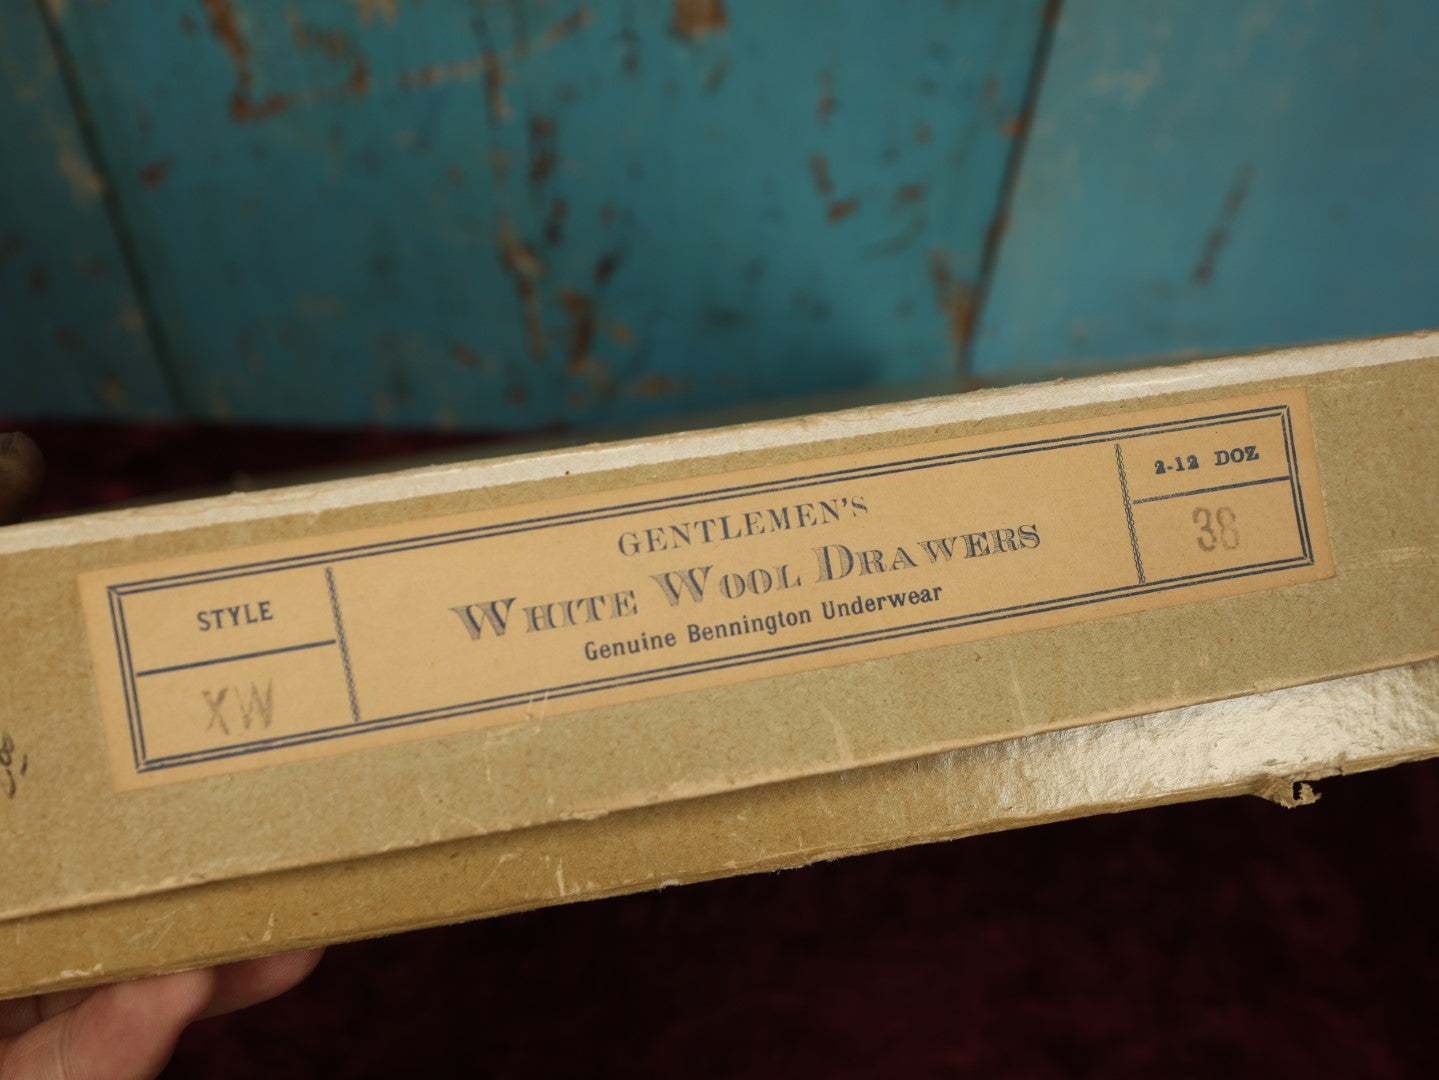 STYLE
XW
GENTLEMEN'S
WHITE WOOL DRAWERS
Genuine Bennington Underwear
2-12 DOZ
38